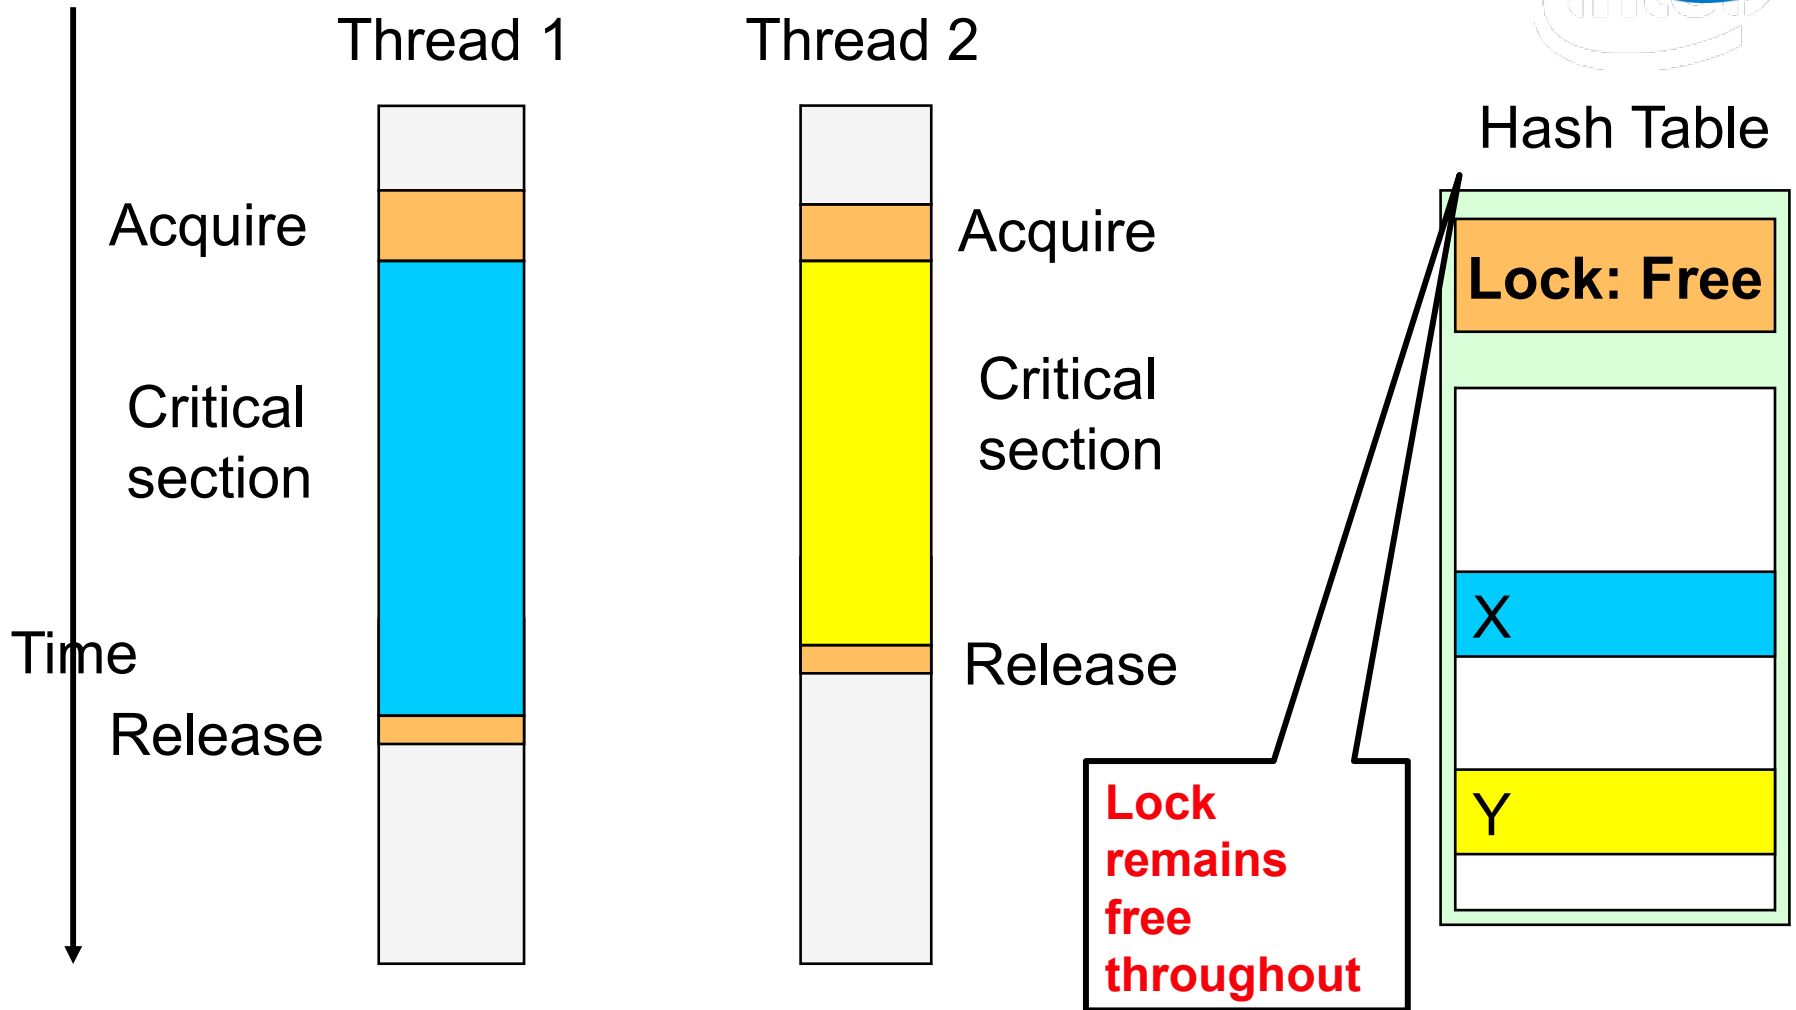 Thread 1
Thread 2
Hash Table
Acquire
Acquire
Lock: Free
Critical
section
Critical
section
X
Time
Release
Release
Y
Lock
remains
free
throughout